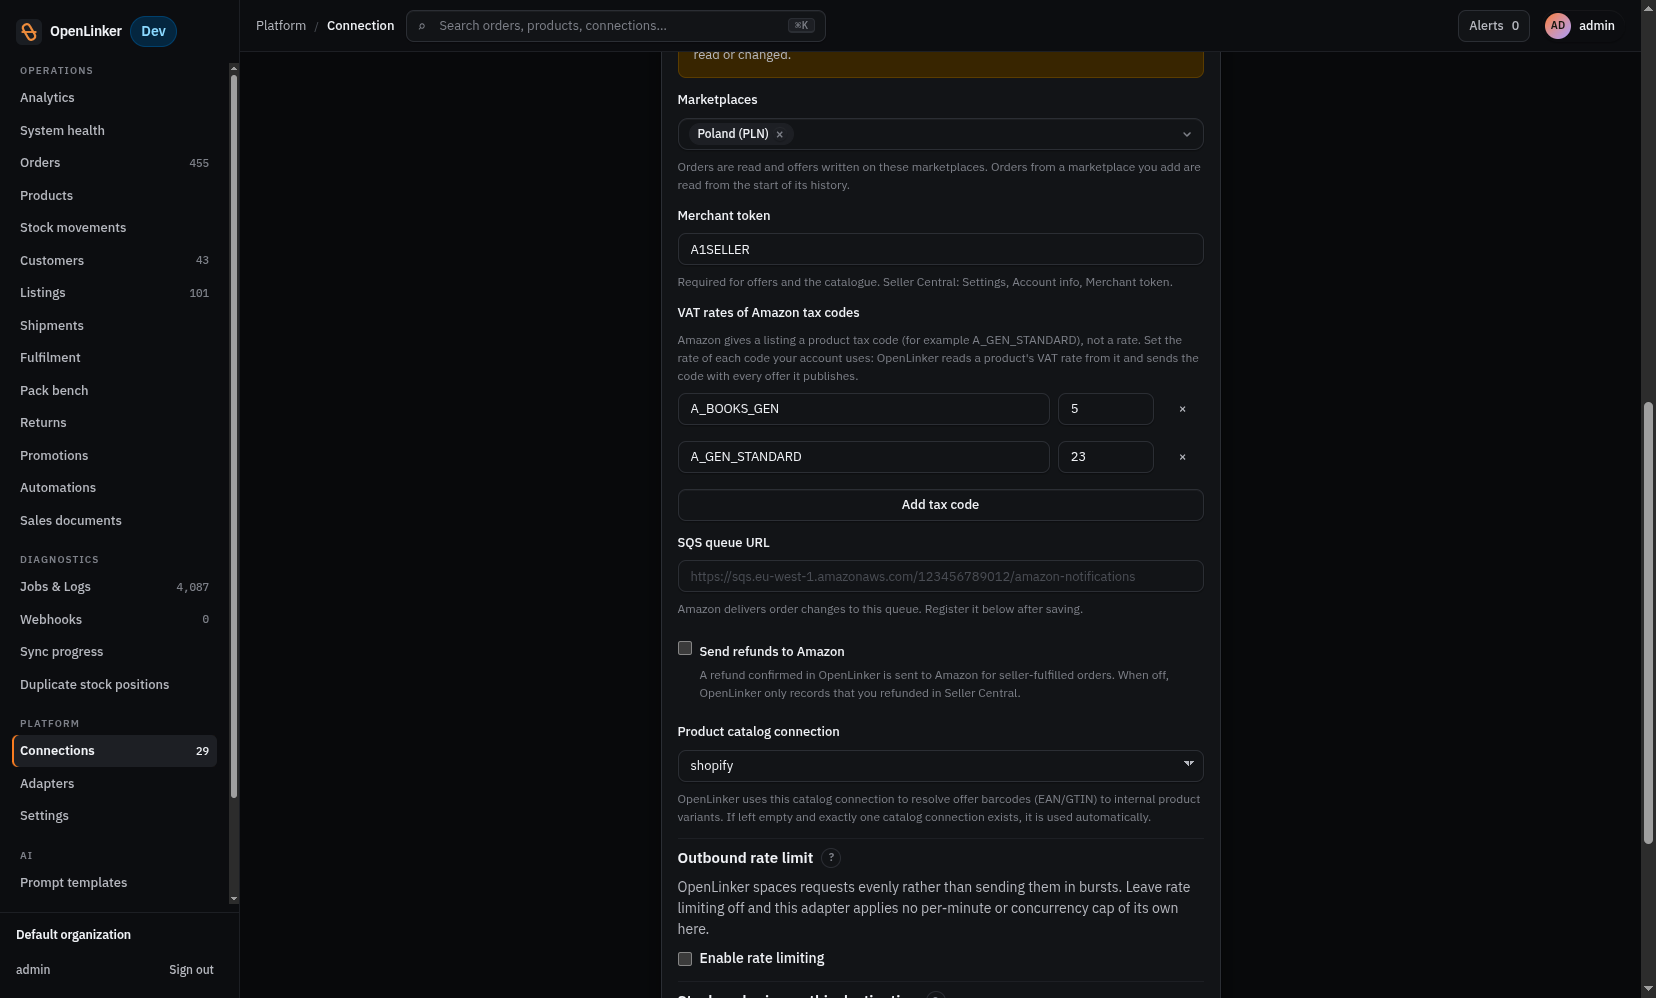 OpenLinker Dev
OPERATIONS
Analytics
System health
Orders 455
Products
Stock movements
Customers 43
Listings 101
Shipments
Fulfilment
Pack bench
Returns
Promotions
Automations
Sales documents
DIAGNOSTICS
Jobs & Logs 4,087
Webhooks 0
Sync progress
Duplicate stock positions
PLATFORM
Connections 29
Adapters
Settings
AI
Prompt templates
Default organization
admin Sign out
Platform / Connection Search orders, products, connections... ⌘K Alerts 0 AD admin
read or changed.
Marketplaces
Poland (PLN) ×
Orders are read and offers written on these marketplaces. Orders from a marketplace you add are
read from the start of its history.
Merchant token
A1SELLER
Required for offers and the catalogue. Seller Central: Settings, Account info, Merchant token.
VAT rates of Amazon tax codes
Amazon gives a listing a product tax code (for example A_GEN_STANDARD), not a rate. Set the
rate of each code your account uses: OpenLinker reads a product's VAT rate from it and sends the
code with every offer it publishes.
A_BOOKS_GEN 5 ×
A_GEN_STANDARD 23 ×
Add tax code
SQS queue URL
https://sqs.eu-west-1.amazonaws.com/123456789012/amazon-notifications
Amazon delivers order changes to this queue. Register it below after saving.
Send refunds to Amazon
A refund confirmed in OpenLinker is sent to Amazon for seller-fulfilled orders. When off,
OpenLinker only records that you refunded in Seller Central.
Product catalog connection
shopify
OpenLinker uses this catalog connection to resolve offer barcodes (EAN/GTIN) to internal product
variants. If left empty and exactly one catalog connection exists, it is used automatically.
Outbound rate limit ?
OpenLinker spaces requests evenly rather than sending them in bursts. Leave rate
limiting off and this adapter applies no per-minute or concurrency cap of its own
here.
Enable rate limiting